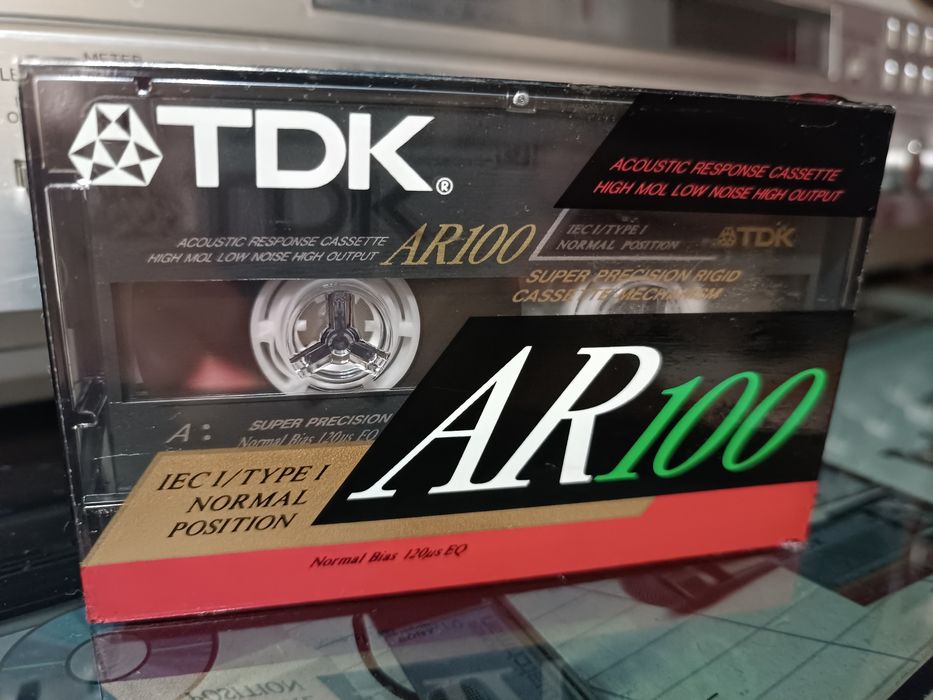 METER
TDK®
ACOUSTIC RESPONSE CASSETTE
HIGH MOL LOW NOISE HIGH OUTPUT
ACOUSTIC RESPONSE CASSETTE
HIGH MOL LOW NOISE HIGH OUTPUT
AR100
IEC I/TYPE I
NORMAL POSITION
TDK
SUPER PRECISION RIGID
CASSETTE MECHANISM
AR100
A:
SUPER PRECISION
Normal Bias 120μs EQ
IEC I/TYPE I
NORMAL
POSITION
Normal Bias 120μs EQ